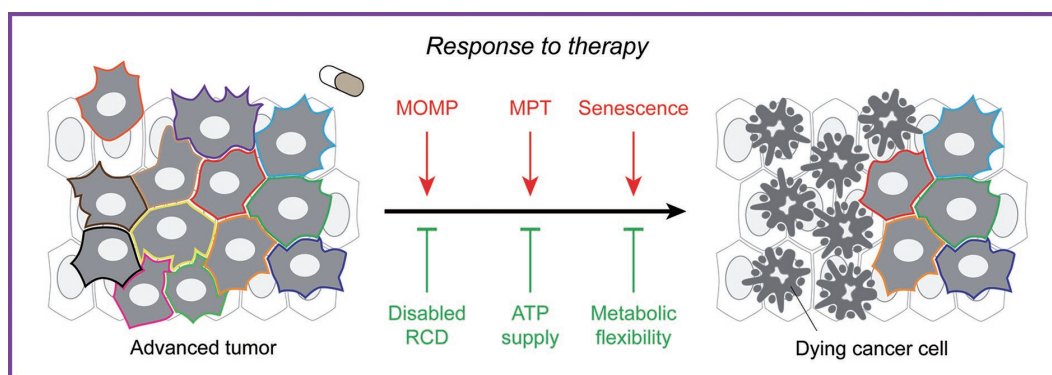 Response to therapy
MOMP MPT Senescence
Disabled
RCD
ATP
supply
Metabolic
flexibility
Advanced tumor
Dying cancer cell